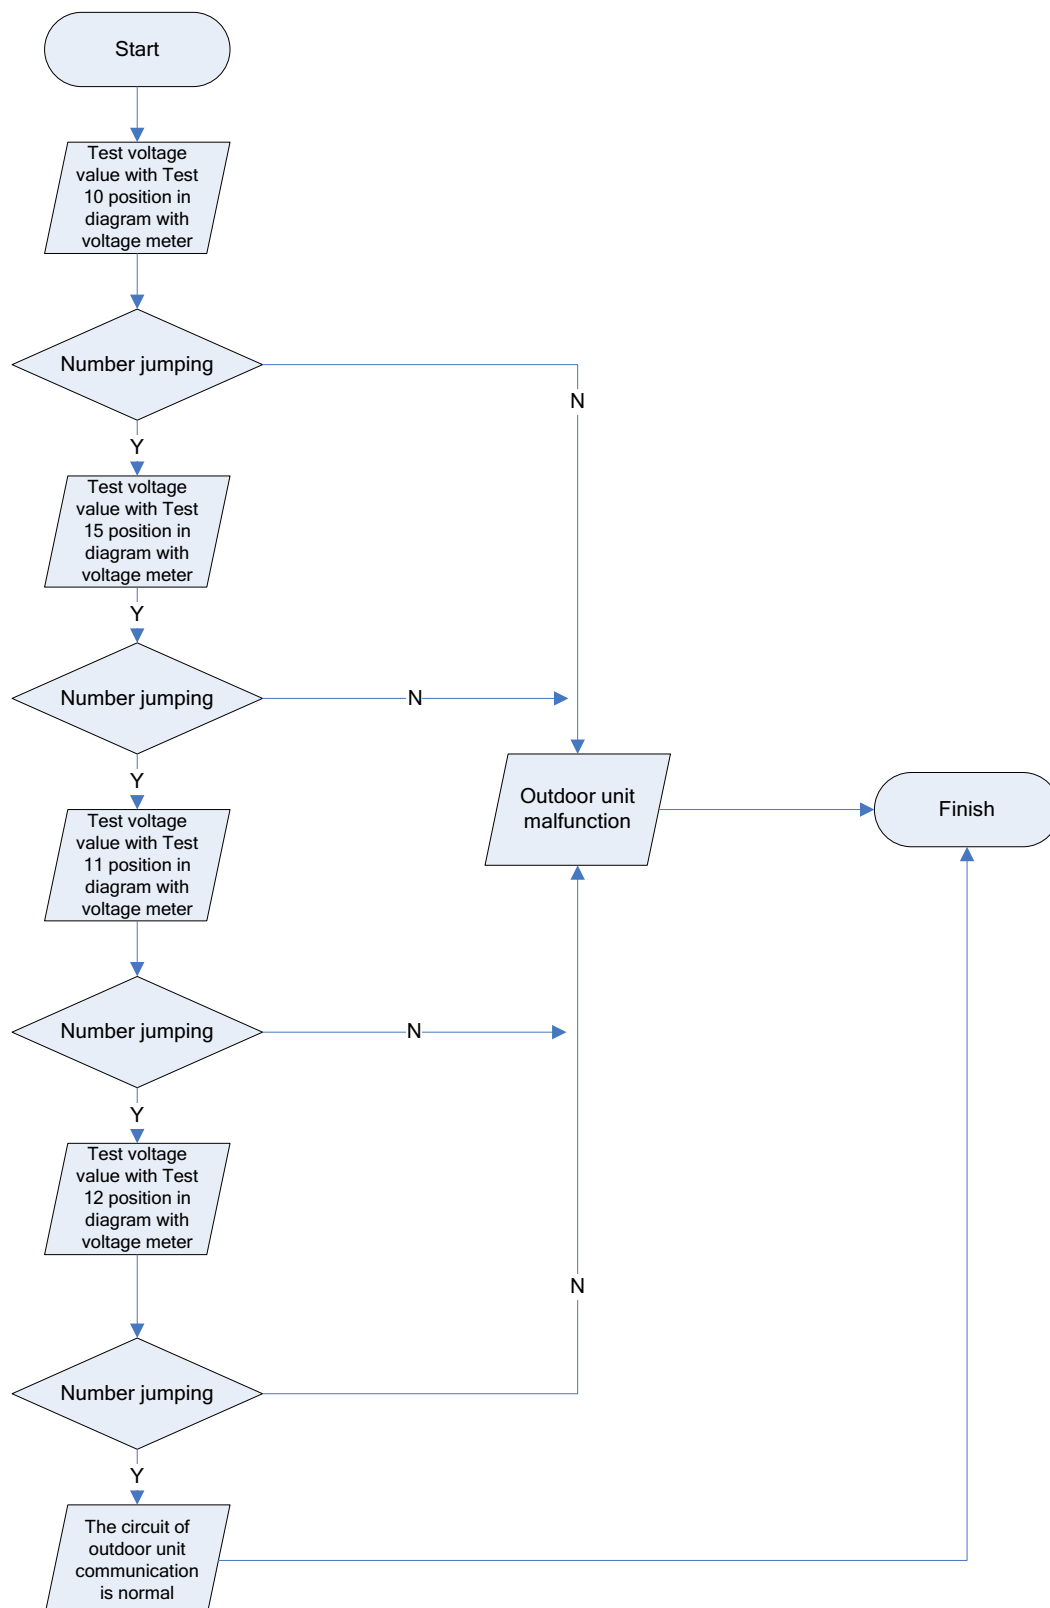 Start
Test voltage
value with Test
10 position in
diagram with
voltage meter
Number jumping
N
Y
Test voltage
value with Test
15 position in
diagram with
voltage meter
Y
Number jumping
N
Y
Outdoor unit
malfunction
Finish
Test voltage
value with Test
11 position in
diagram with
voltage meter
Number jumping
N
Y
Test voltage
value with Test
12 position in
diagram with
voltage meter
N
Number jumping
Y
The circuit of
outdoor unit
communication
is normal